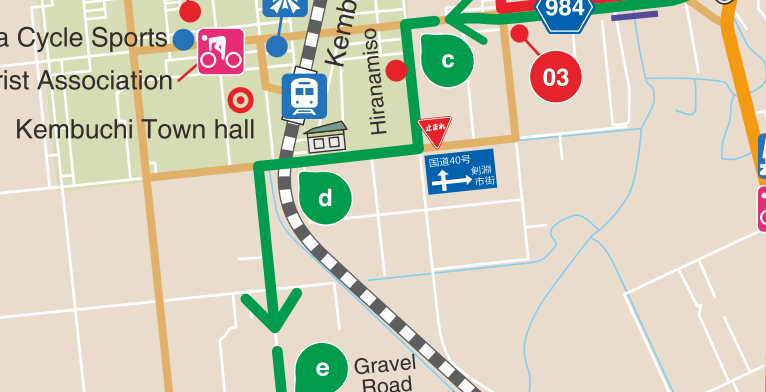 984
Kemb
a Cycle Sports
Hiranamiso
c
03
rist Association
Kembuchi Town hall
止まれ
国道40号
剣淵
市街
d
e
Gravel
Road